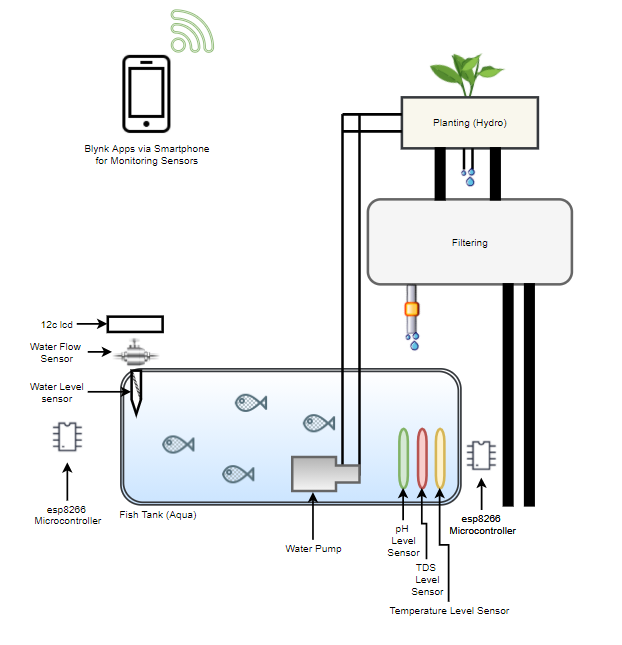 Blynk Apps via Smartphone
for Monitoring Sensors
Planting (Hydro)
Filtering
12c lcd
Water Flow
Sensor
Water Level
sensor
esp8266
Microcontroller
Fish Tank (Aqua)
Water Pump
pH
Level
Sensor
TDS
Level
Sensor
Temperature Level Sensor
esp8266
Microcontroller